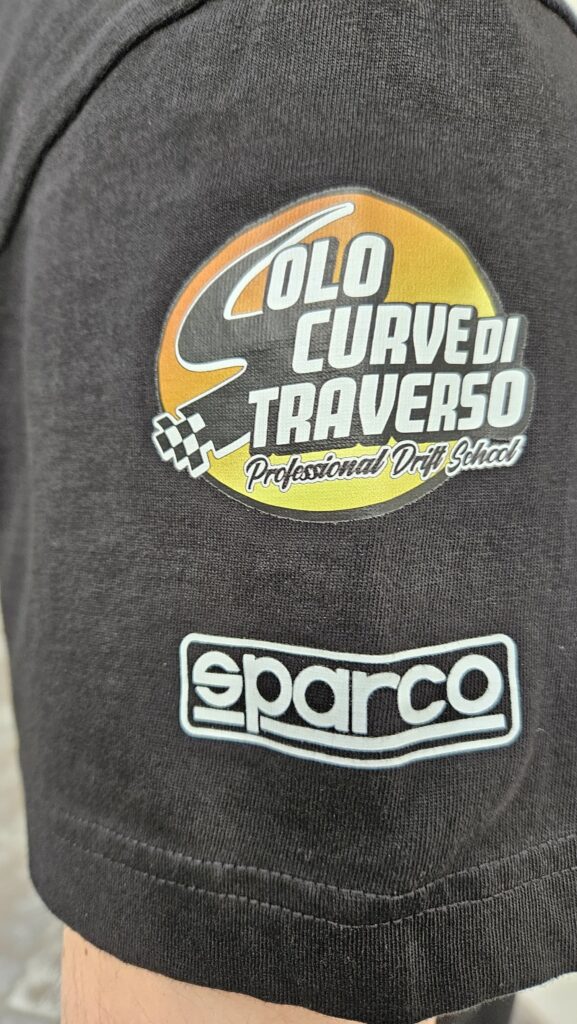 SOLO
CURVE DI
TRAVERSO
Professional Drift School
sparco